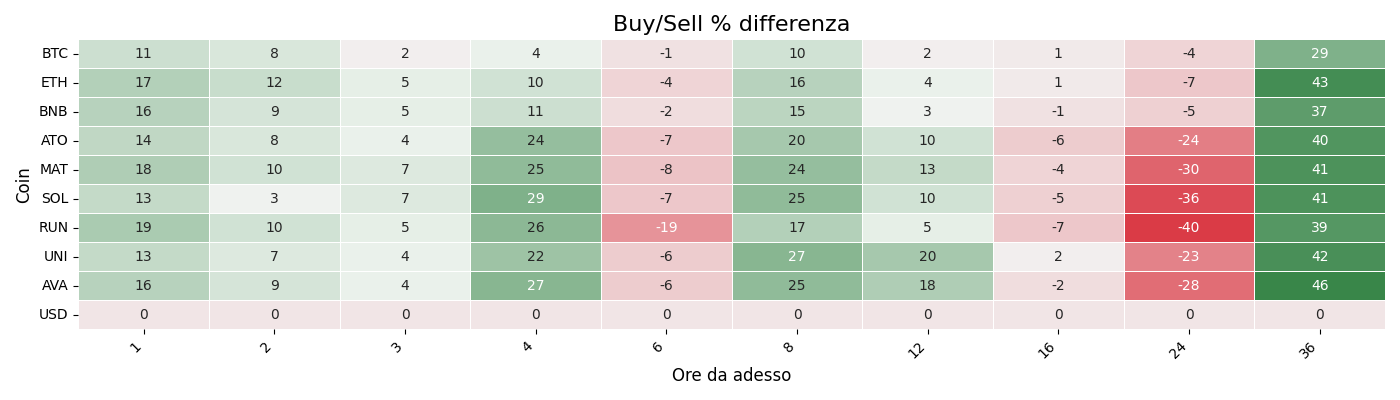 Buy/Sell % differenza
Coin
BTC 11 8 2 4 -1 10 2 1 -4 29
ETH 17 12 5 10 -4 16 4 1 -7 43
BNB 16 9 5 11 -2 15 3 -1 -5 37
ATO 14 8 4 24 -7 20 10 -6 -24 40
MAT 18 10 7 25 -8 24 13 -4 -30 41
SOL 13 3 7 29 -7 25 10 -5 -36 41
RUN 19 10 5 26 -19 17 5 -7 -40 39
UNI 13 7 4 22 -6 27 20 2 -23 42
AVA 16 9 4 27 -6 25 18 -2 -28 46
USD 0 0 0 0 0 0 0 0 0 0
1 2 3 4 6 8 12 16 24 36
Ore da adesso